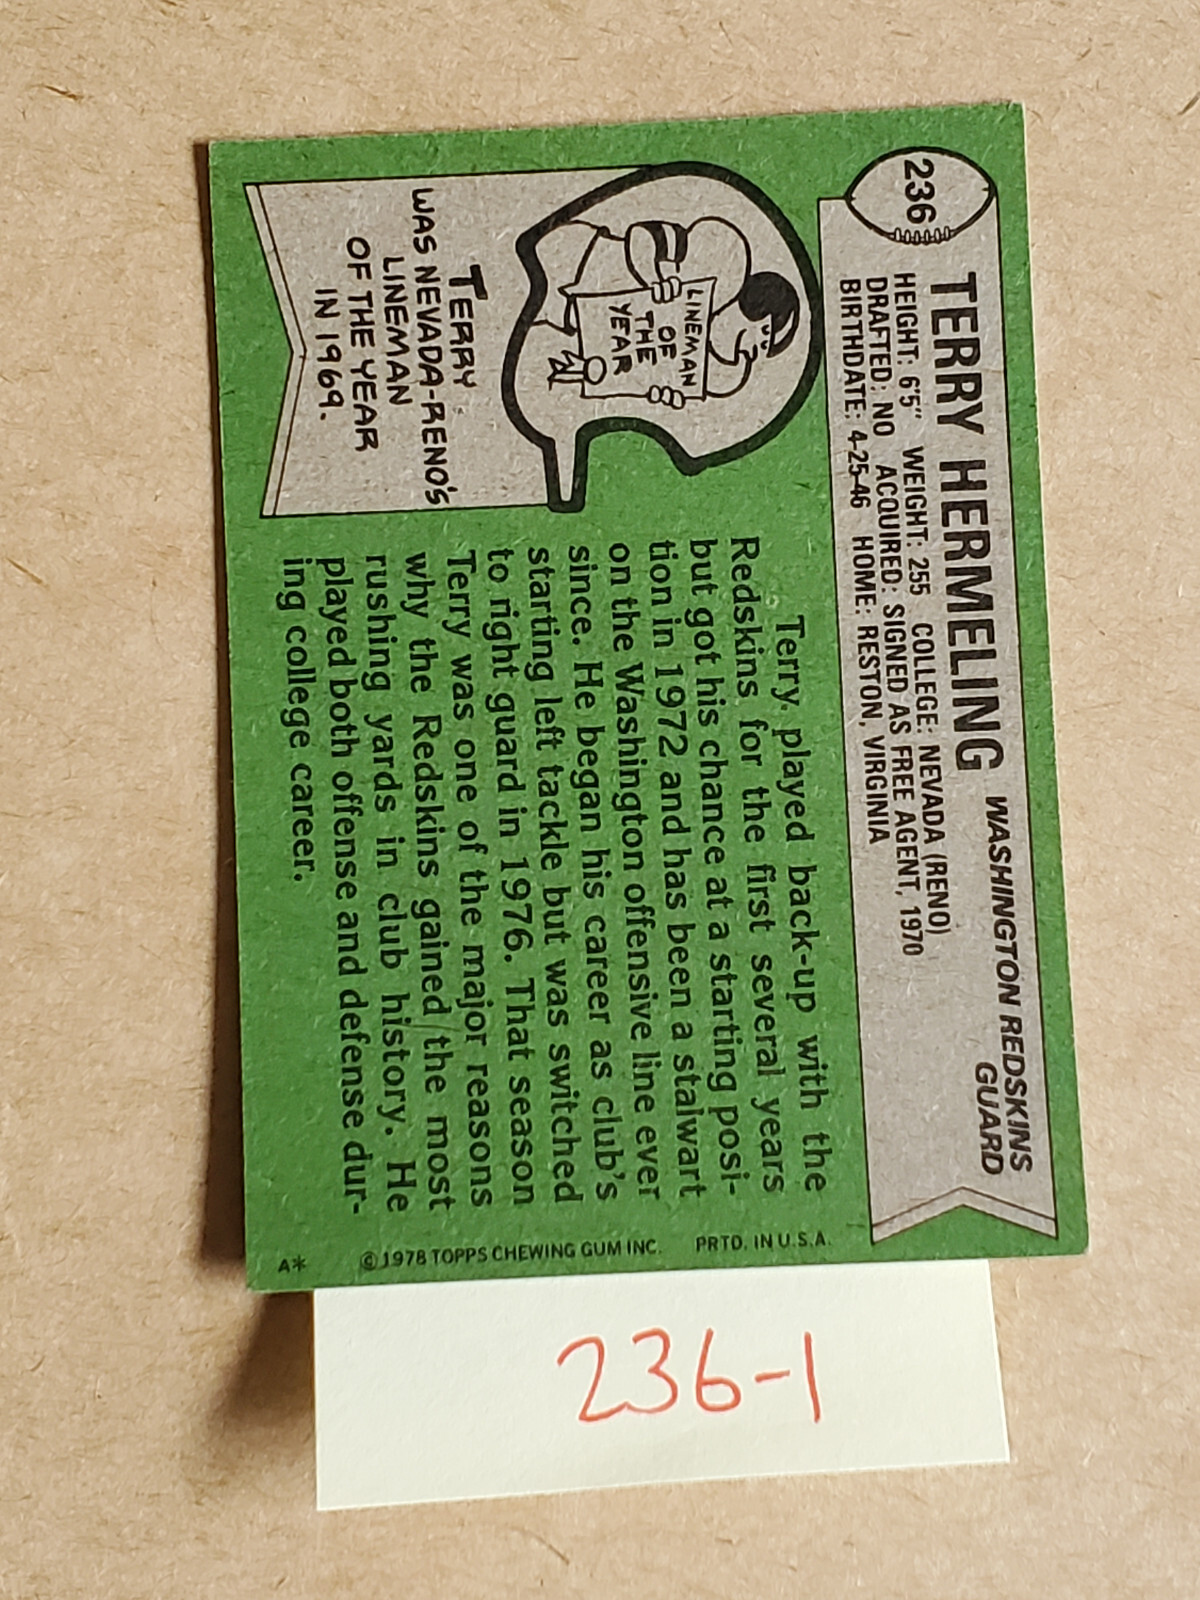 236
TERRY HERMELING WASHINGTON REDSKINS
GUARD
HEIGHT: 6'5" WEIGHT: 255 COLLEGE: NEVADA (RENO)
DRAFTED: NO ACQUIRED: SIGNED AS FREE AGENT, 1970
BIRTHDATE: 4-25-46 HOME: RESTON, VIRGINIA
LINEMAN
OF
THE
YEAR
TERRY
WAS NEVADA-RENO'S
LINEMAN
OF THE YEAR
IN 1969.
Terry played back-up with the
Redskins for the first several years
but got his chance at a starting posi-
tion in 1972 and has been a stalwart
on the Washington offensive line ever
since. He began his career as club's
starting left tackle but was switched
to right guard in 1976. That season
Terry was one of the major reasons
why the Redskins gained the most
rushing yards in club history. He
played both offense and defense dur-
ing college career.
A* ©1978 TOPPS CHEWING GUM INC. PRTD. IN U.S.A.
236-1